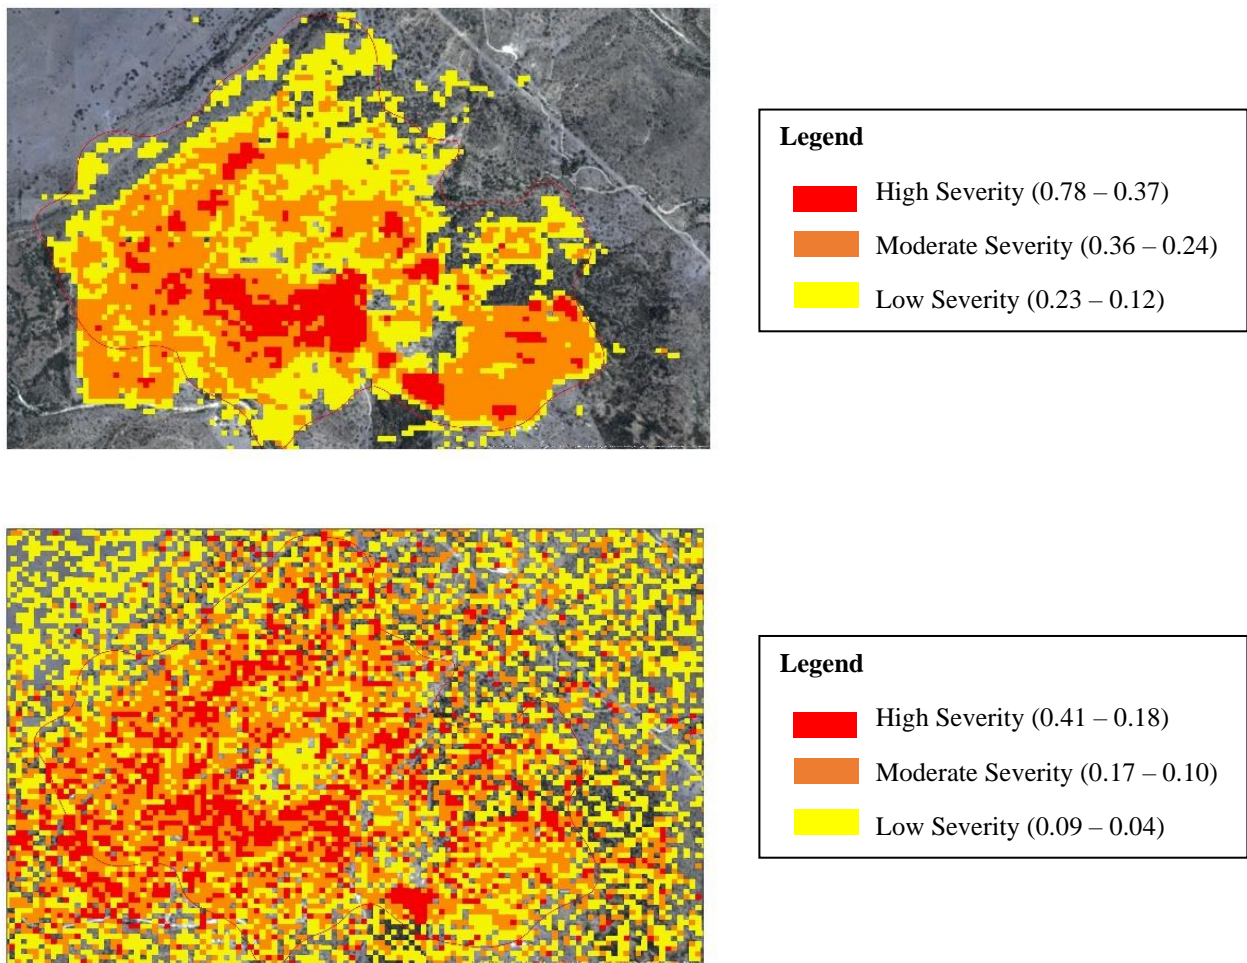 Legend
High Severity (0.78 – 0.37)
Moderate Severity (0.36 – 0.24)
Low Severity (0.23 – 0.12)
Legend
High Severity (0.41 – 0.18)
Moderate Severity (0.17 – 0.10)
Low Severity (0.09 – 0.04)